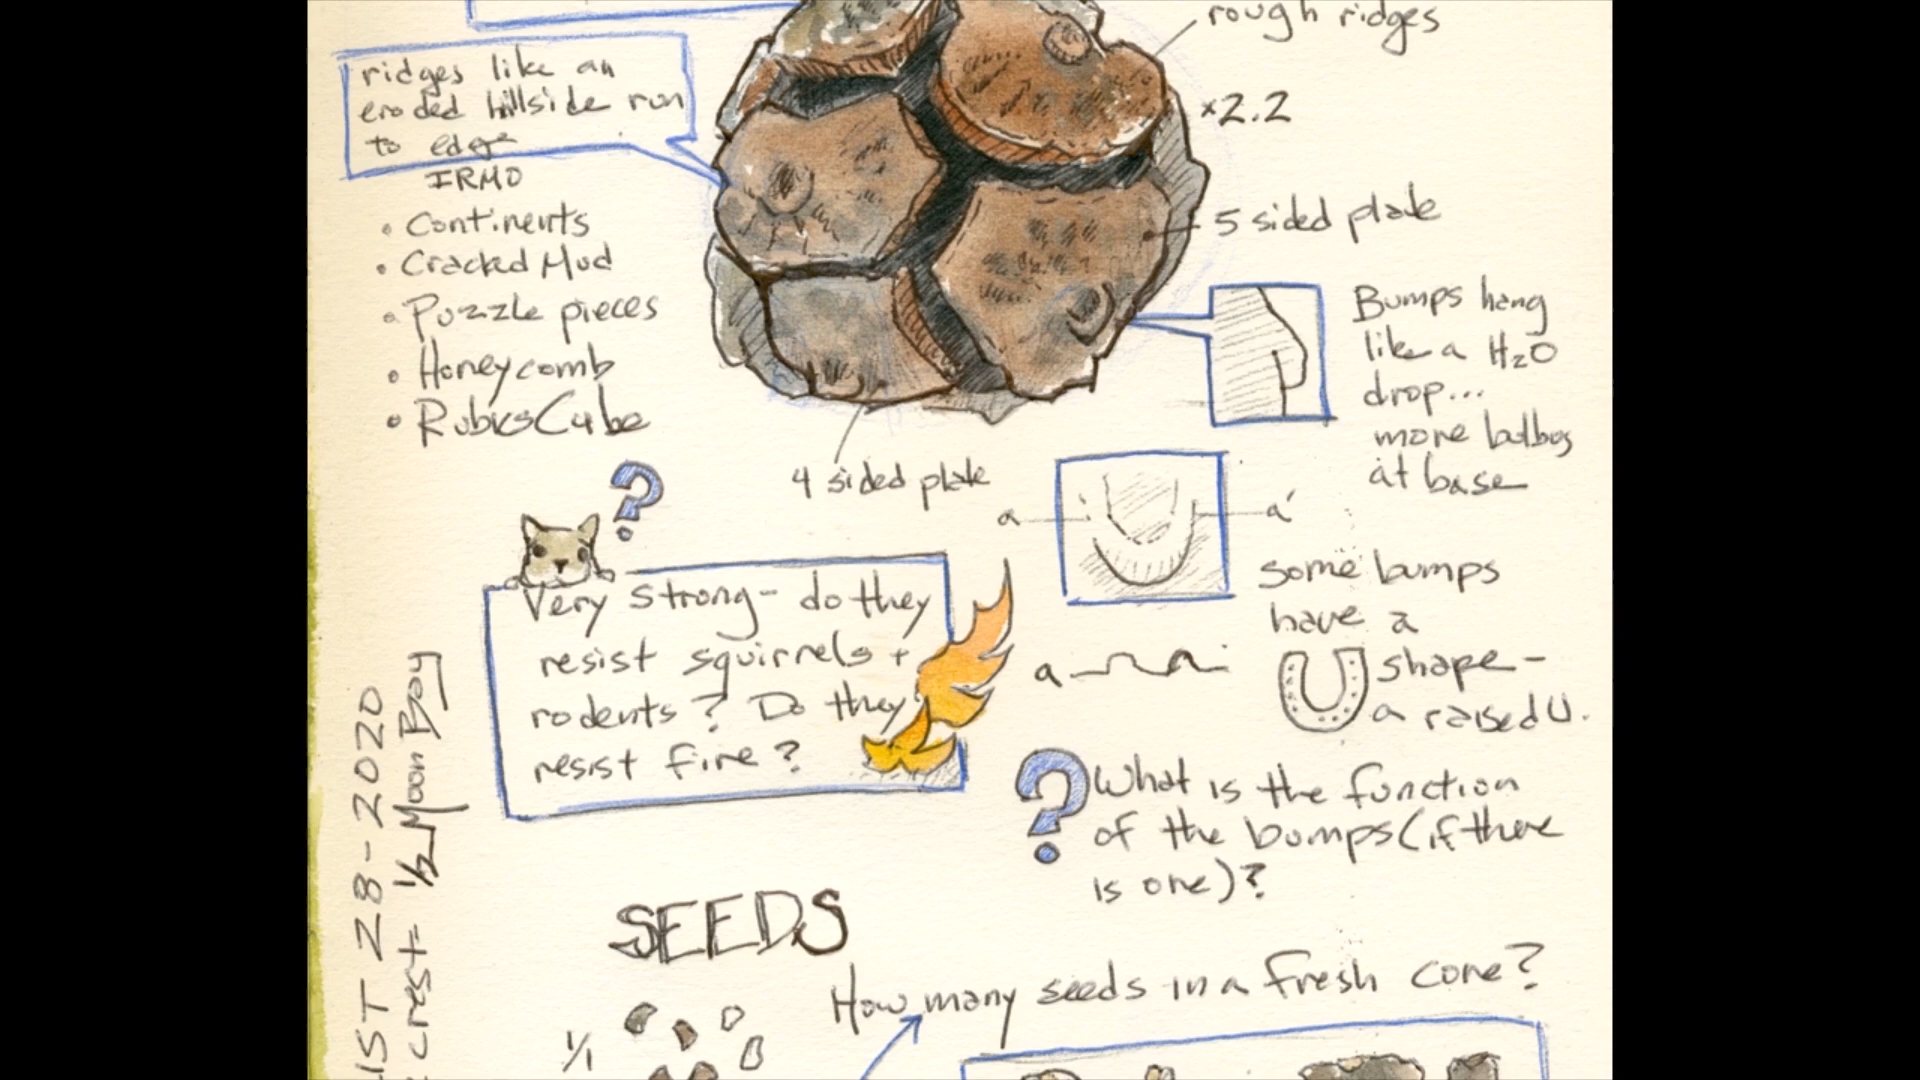 rough ridges
ridges like an
eroded hillside run
to edge
×2.2
IRMO
• Continents
• Cracked Mud
• Puzzle pieces
• Honeycomb
• RubiksCube
5 sided plate
Bumps hang
like a H₂O
drop...
more bulbous
at base
4 sided plate
?
a
a'
Very strong- do they
resist squirrels +
rodents? Do they
resist fire?
some bumps
have a
U shape-
a raised U.
a
? What is the function
of the bumps (if there
is one)?
SEEDS
How many seeds in a fresh cone?
1/1
28-2020
crest= 1/2 Moon Bay